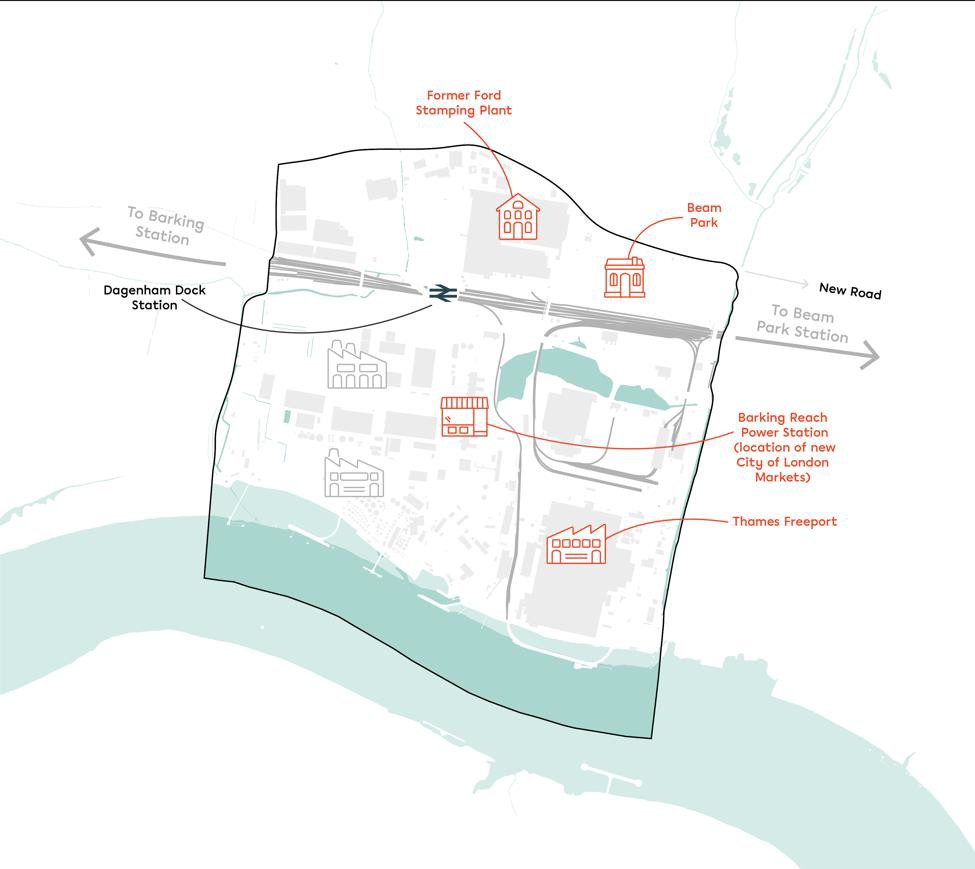 Former Ford
Stamping Plant
Beam
Park
To Barking
Station
Dagenham Dock
Station
New Road
To Beam
Park Station
Barking Reach
Power Station
(location of new
City of London
Markets)
Thames Freeport